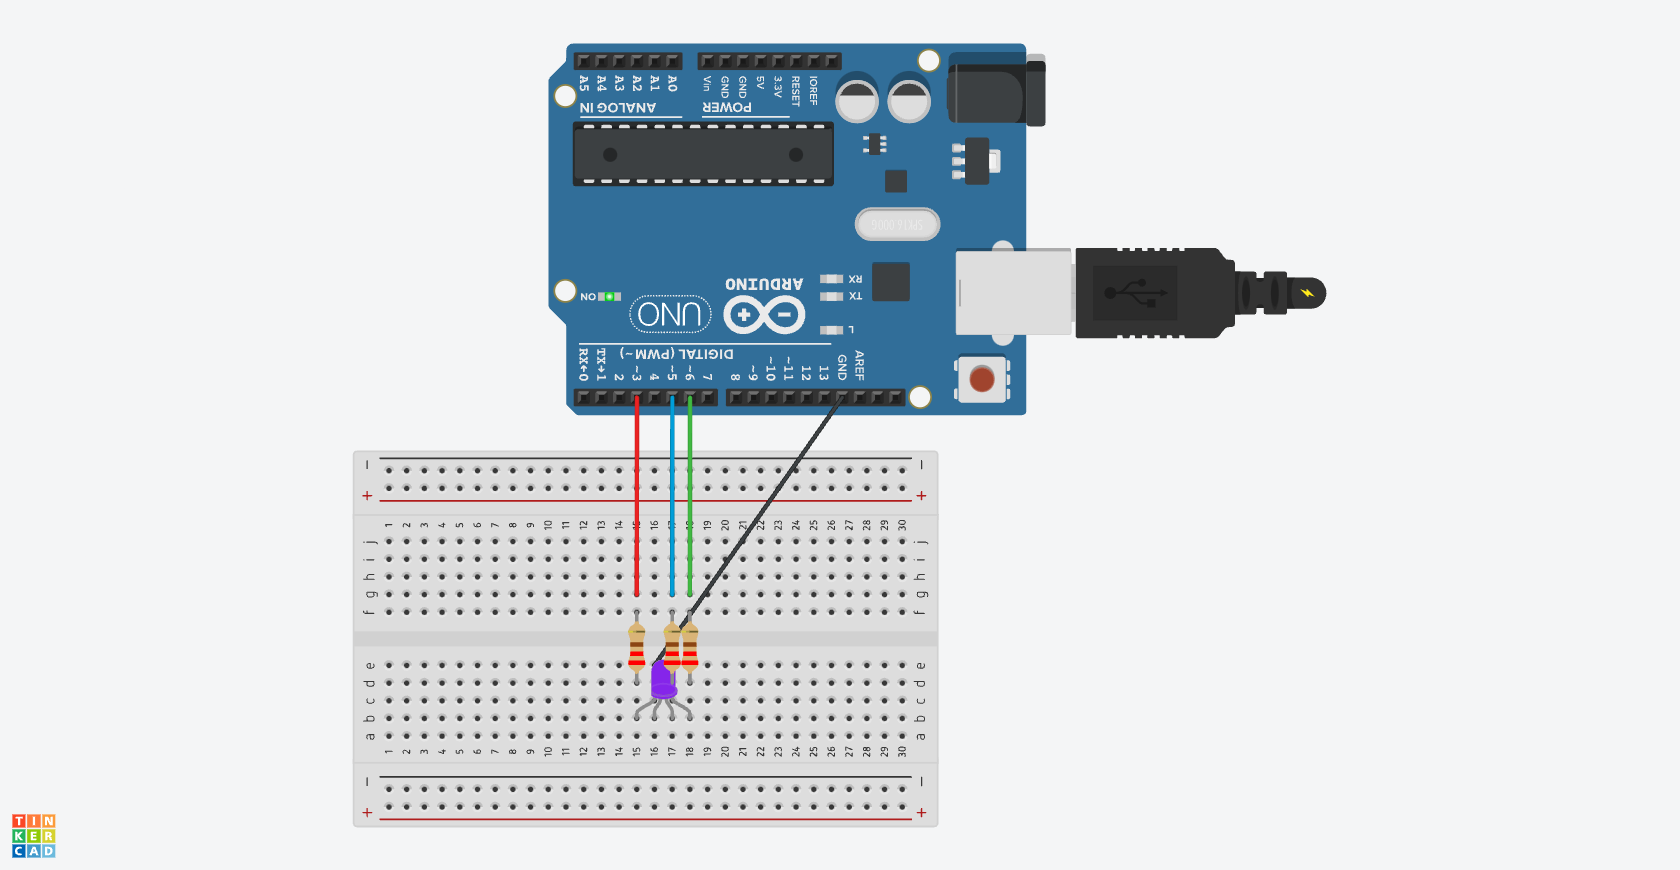 A5 A4 A3 A2 A1 A0
Vin GND GND 5V 3.3V RESET IOREF
ANALOG IN
POWER
SPK16.000G
ARDUINO
RX
TX
ON
UNO
L
DIGITAL (PWM~)
RX←0 TX→1 2 ~3 4 ~5 ~6 7
8 ~9 ~10 ~11 12 13 GND AREF
− −
+ +
1 2 3 4 5 6 7 8 9 10 11 12 13 14 15 16 17 18 19 20 21 22 23 24 25 26 27 28 29 30
j j
i i
h h
g g
f f
e e
d d
c c
b b
a a
1 2 3 4 5 6 7 8 9 10 11 12 13 14 15 16 17 18 19 20 21 22 23 24 25 26 27 28 29 30
− −
+ +
TIN
KER
CAD